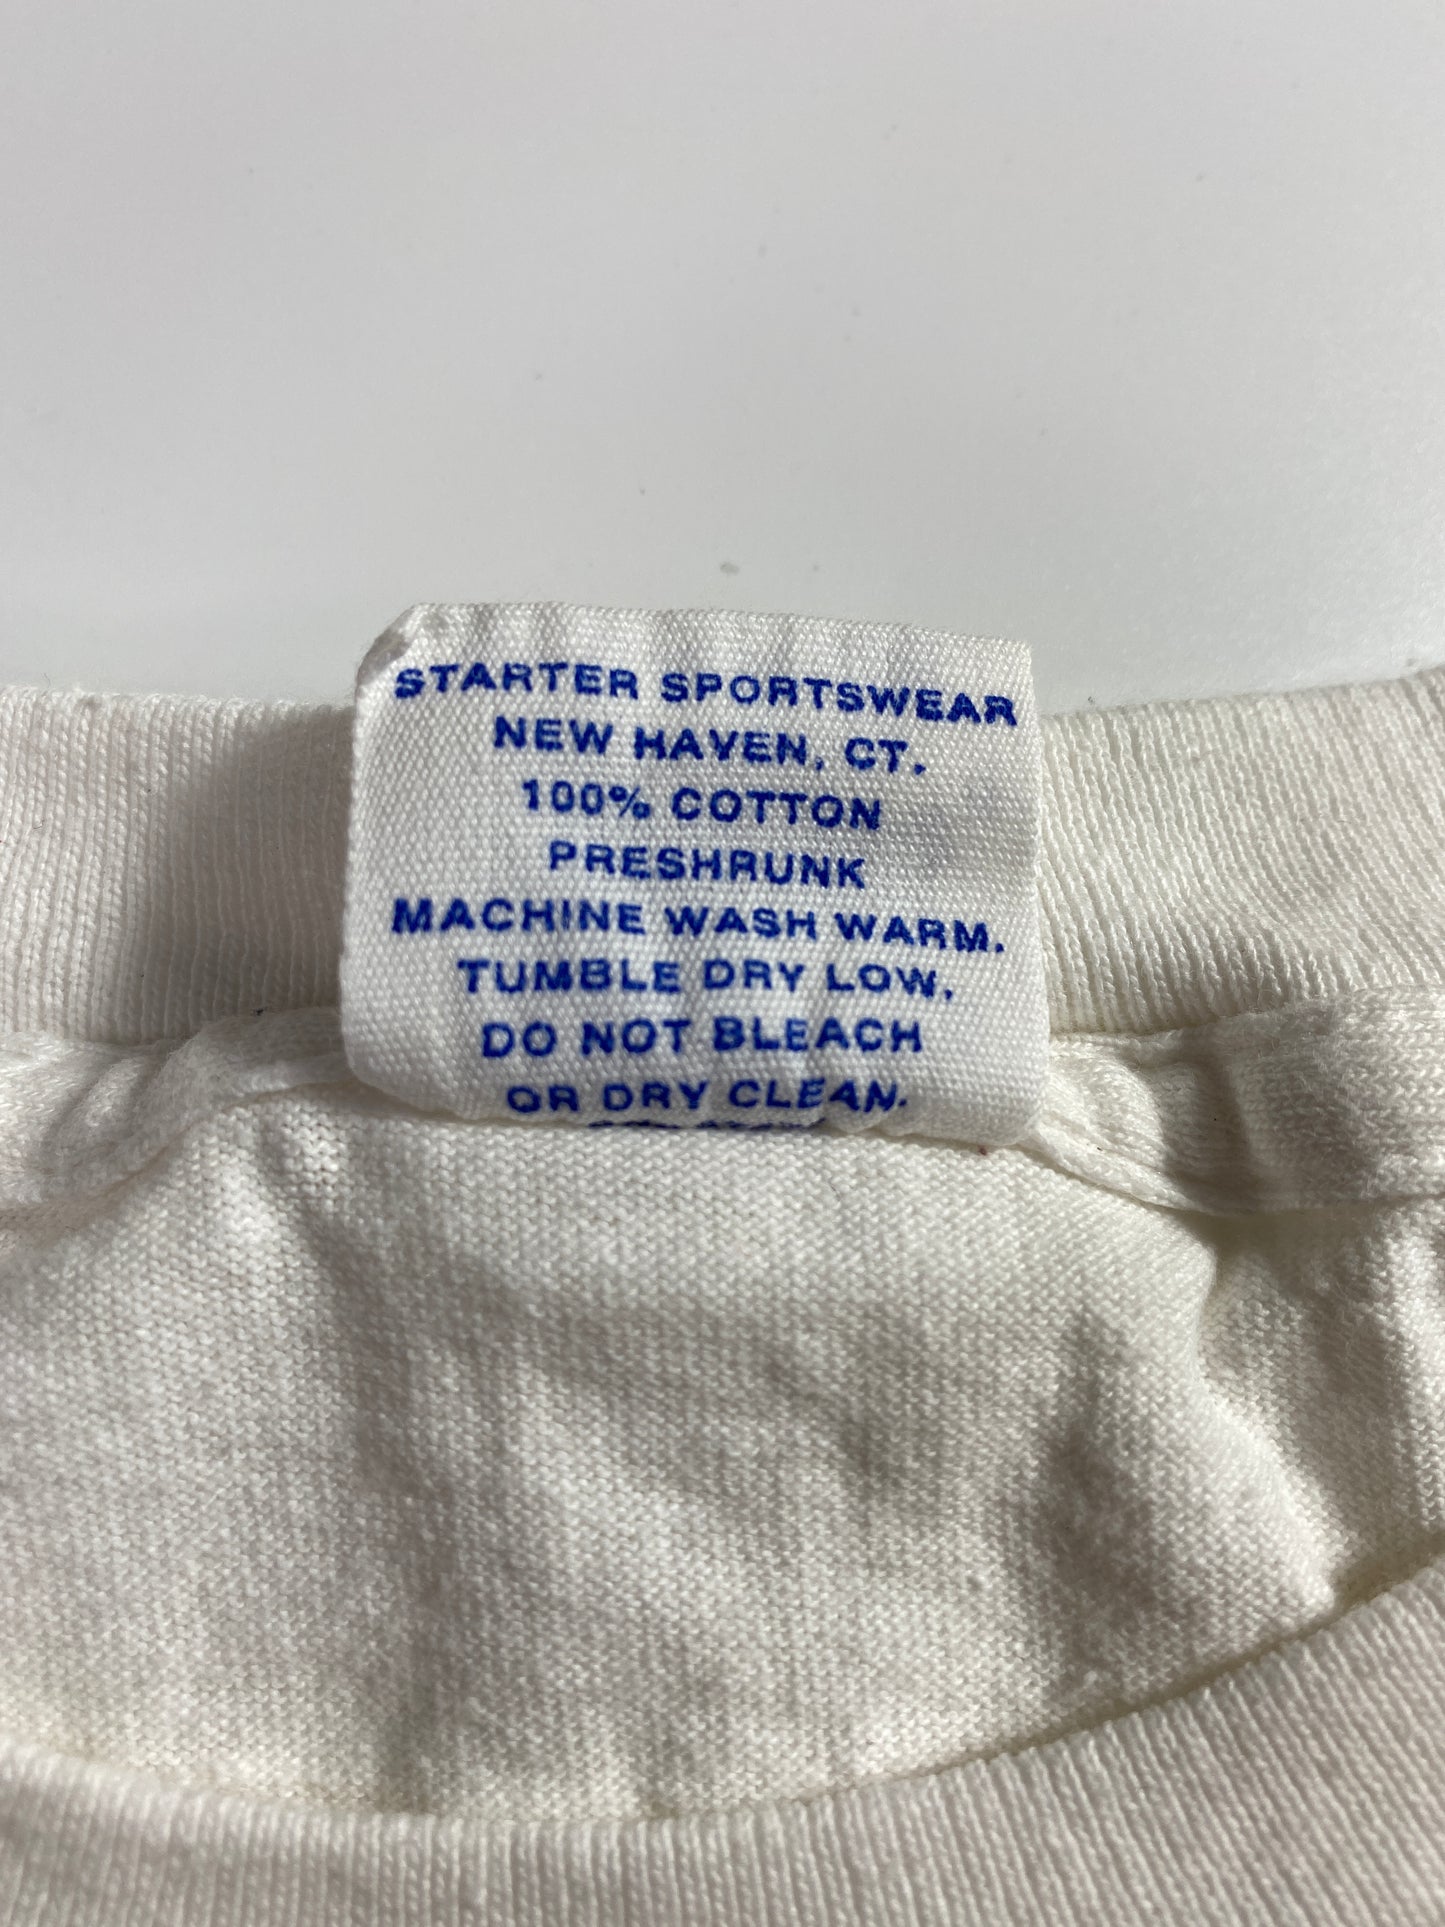 STARTER SPORTSWEAR
NEW HAVEN, CT.
100% COTTON
PRESHRUNK
MACHINE WASH WARM.
TUMBLE DRY LOW.
DO NOT BLEACH
OR DRY CLEAN.